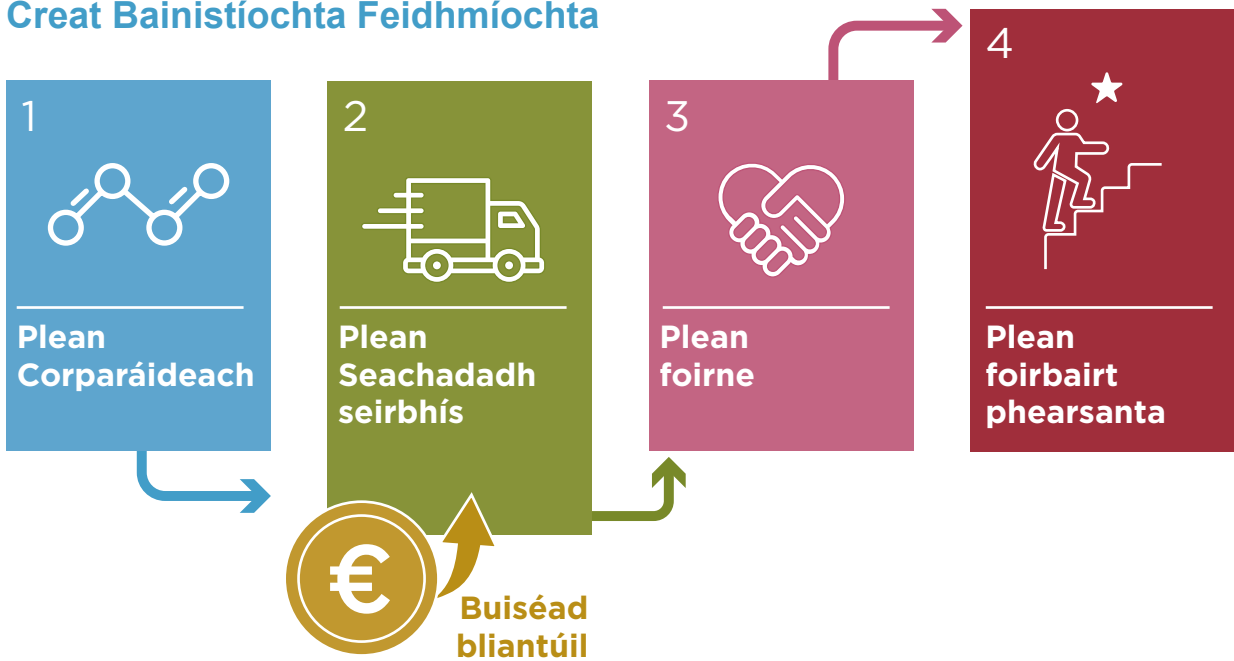 Creat Bainistíochta Feidhmíochta
1
Plean
Corparáideach
2
Plean
Seachadadh
seirbhís
€
Buiséad
bliantúil
3
Plean
foirne
4
Plean
foirbairt
phearsanta